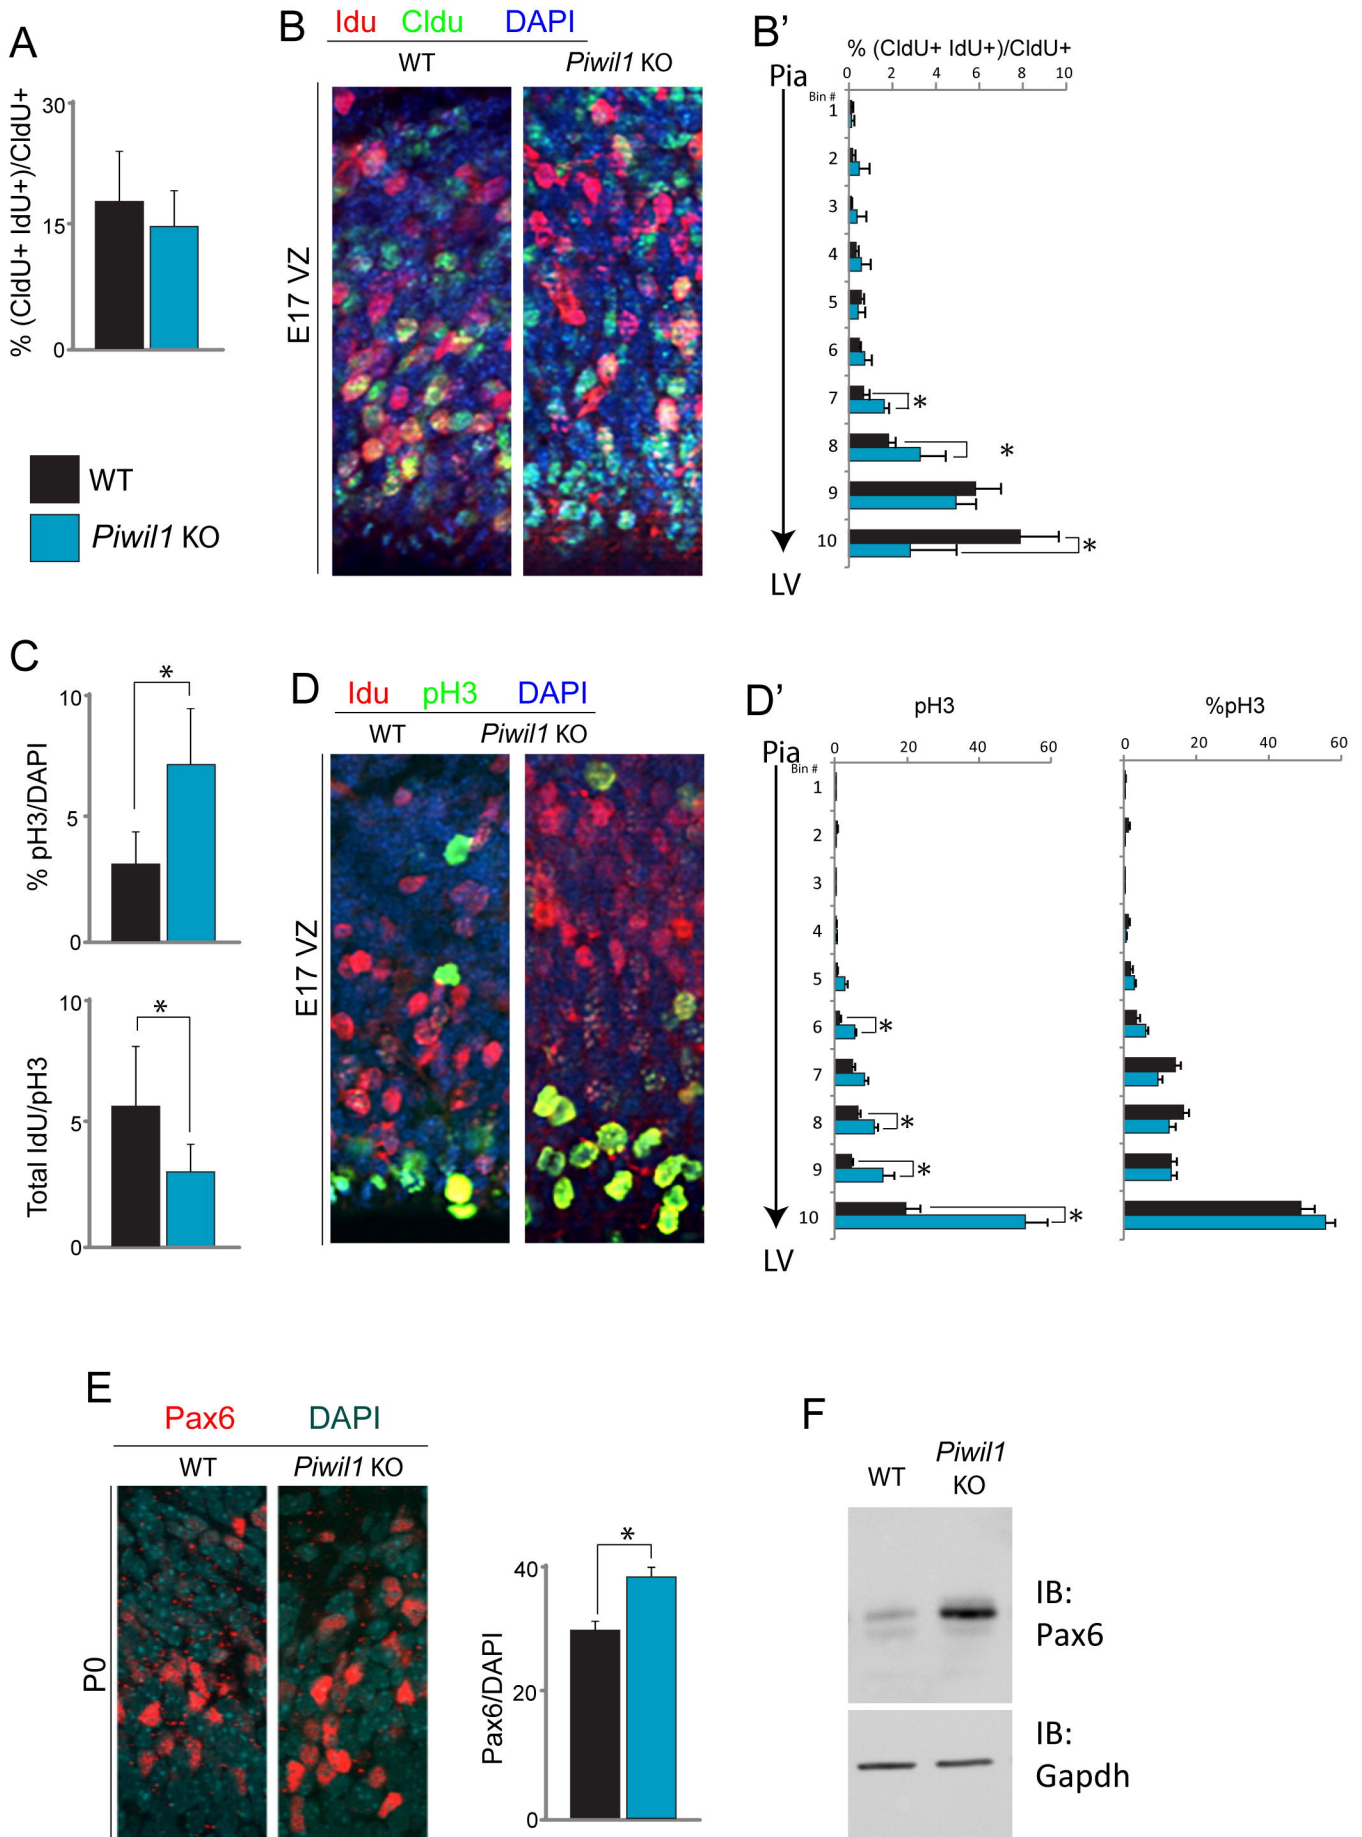 A
% (CldU+ IdU+)/CldU+
30
15
0
WT
Piwil1 KO
B
Idu Cldu DAPI
WT Piwil1 KO
E17 VZ
B’
% (CldU+ IdU+)/CldU+
0 2 4 6 8 10
Pia
Bin #
1
2
3
4
5
6
7 *
8 *
9
10 *
LV
C
% pH3/DAPI
10
5
0
*
Total IdU/pH3
10
5
0
*
D
Idu pH3 DAPI
WT Piwil1 KO
E17 VZ
D’
pH3 %pH3
0 20 40 60 0 20 40 60
Pia
Bin #
1
2
3
4
5
6 *
7
8 *
9 *
10 *
LV
E
Pax6 DAPI
WT Piwil1 KO
P0
Pax6/DAPI
40
20
0
*
F
WT Piwil1
KO
IB:
Pax6
IB:
Gapdh